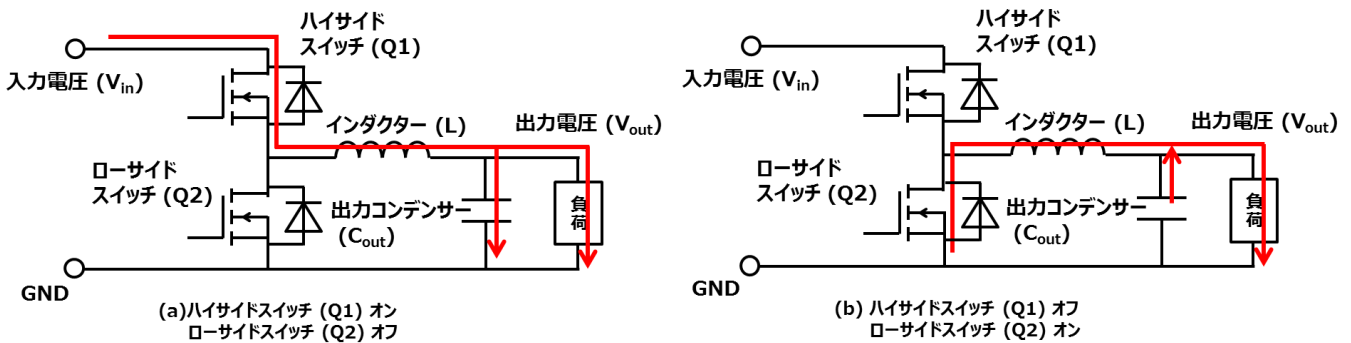 ハイサイド
スイッチ (Q1)
入力電圧 (Vin)
インダクター (L)
出力電圧 (Vout)
ローサイド
スイッチ (Q2)
出力コンデンサー
(Cout)
負荷
GND
(a)ハイサイドスイッチ (Q1) オン
ローサイドスイッチ (Q2) オフ
ハイサイド
スイッチ (Q1)
入力電圧 (Vin)
インダクター (L)
出力電圧 (Vout)
ローサイド
スイッチ (Q2)
出力コンデンサー
(Cout)
負荷
GND
(b) ハイサイドスイッチ (Q1) オフ
ローサイドスイッチ (Q2) オン